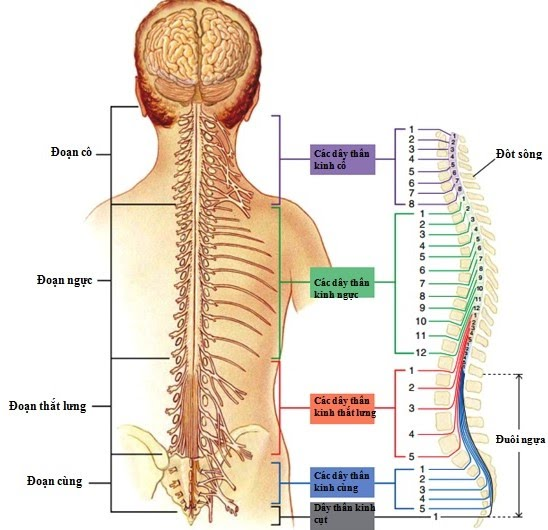 Đoạn cổ
Đoạn ngực
Đoạn thắt lưng
Đoạn cùng
Các dây thần
kinh cổ
Các dây thần
kinh ngực
Các dây thần
kinh thắt lưng
Các dây thần
kinh cùng
Dây thần kinh
cụt
1
2
3
4
5
6
7
8
1
2
3
4
5
6
7
8
9
10
11
12
1
2
3
4
5
1
2
3
4
5
1
Đốt sống
Đuôi ngựa